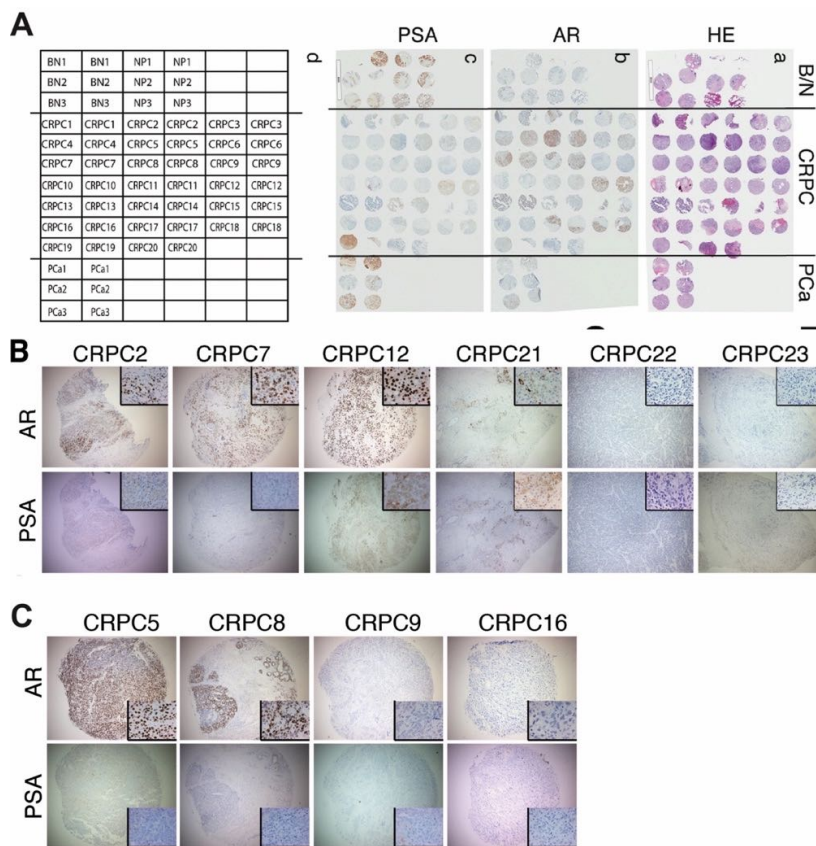 A
PSA AR HE
d c b a
BN1 BN1 NP1 NP1
BN2 BN2 NP2 NP2
BN3 BN3 NP3 NP3
CRPC1 CRPC1 CRPC2 CRPC2 CRPC3 CRPC3
CRPC4 CRPC4 CRPC5 CRPC5 CRPC6 CRPC6
CRPC7 CRPC7 CRPC8 CRPC8 CRPC9 CRPC9
CRPC10 CRPC10 CRPC11 CRPC11 CRPC12 CRPC12
CRPC13 CRPC13 CRPC14 CRPC14 CRPC15 CRPC15
CRPC16 CRPC16 CRPC17 CRPC17 CRPC18 CRPC18
CRPC19 CRPC19 CRPC20 CRPC20
PCa1 PCa1
PCa2 PCa2
PCa3 PCa3
B/N
CRPC
PCa
B
CRPC2 CRPC7 CRPC12 CRPC21 CRPC22 CRPC23
AR
PSA
C
CRPC5 CRPC8 CRPC9 CRPC16
AR
PSA